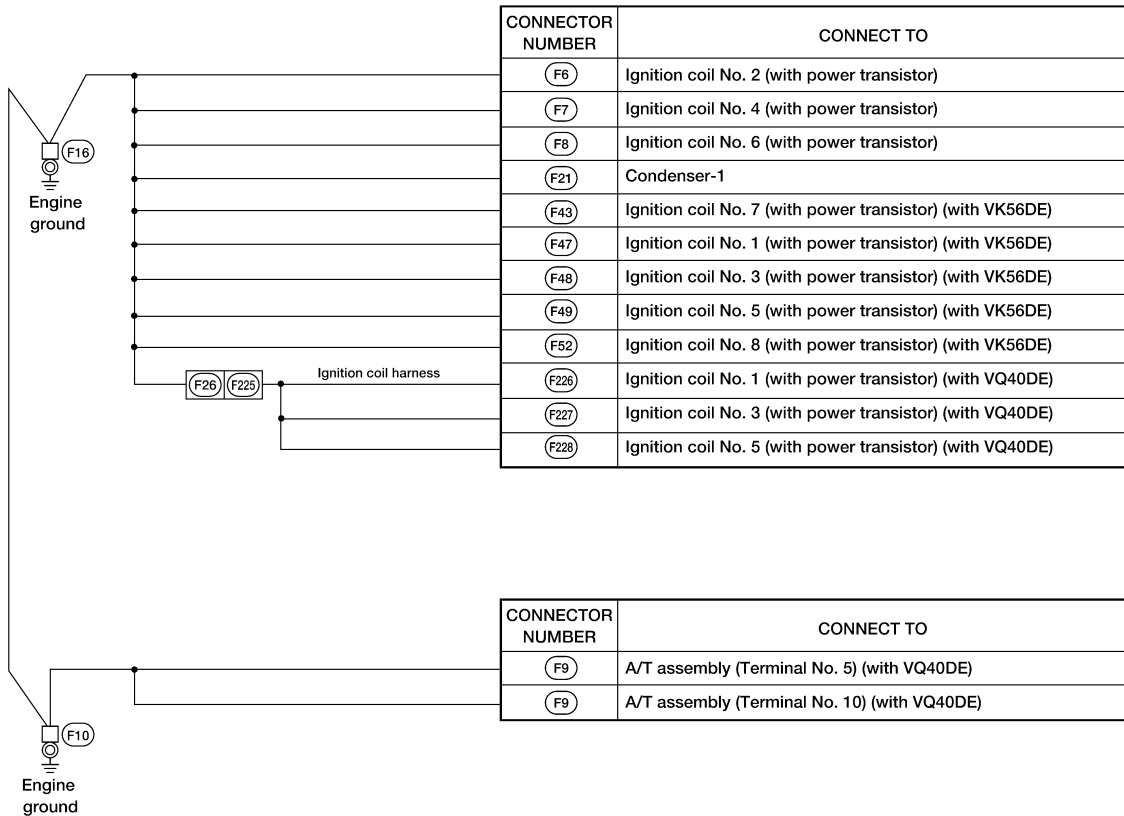 CONNECTOR NUMBER CONNECT TO
F6 Ignition coil No. 2 (with power transistor)
F7 Ignition coil No. 4 (with power transistor)
F16
F8 Ignition coil No. 6 (with power transistor)
F21 Condenser-1
Engine
ground
F43 Ignition coil No. 7 (with power transistor) (with VK56DE)
F47 Ignition coil No. 1 (with power transistor) (with VK56DE)
F48 Ignition coil No. 3 (with power transistor) (with VK56DE)
F49 Ignition coil No. 5 (with power transistor) (with VK56DE)
F52 Ignition coil No. 8 (with power transistor) (with VK56DE)
F26 F225 Ignition coil harness
F226 Ignition coil No. 1 (with power transistor) (with VQ40DE)
F227 Ignition coil No. 3 (with power transistor) (with VQ40DE)
F228 Ignition coil No. 5 (with power transistor) (with VQ40DE)
CONNECTOR NUMBER CONNECT TO
F9 A/T assembly (Terminal No. 5) (with VQ40DE)
F9 A/T assembly (Terminal No. 10) (with VQ40DE)
F10
Engine
ground